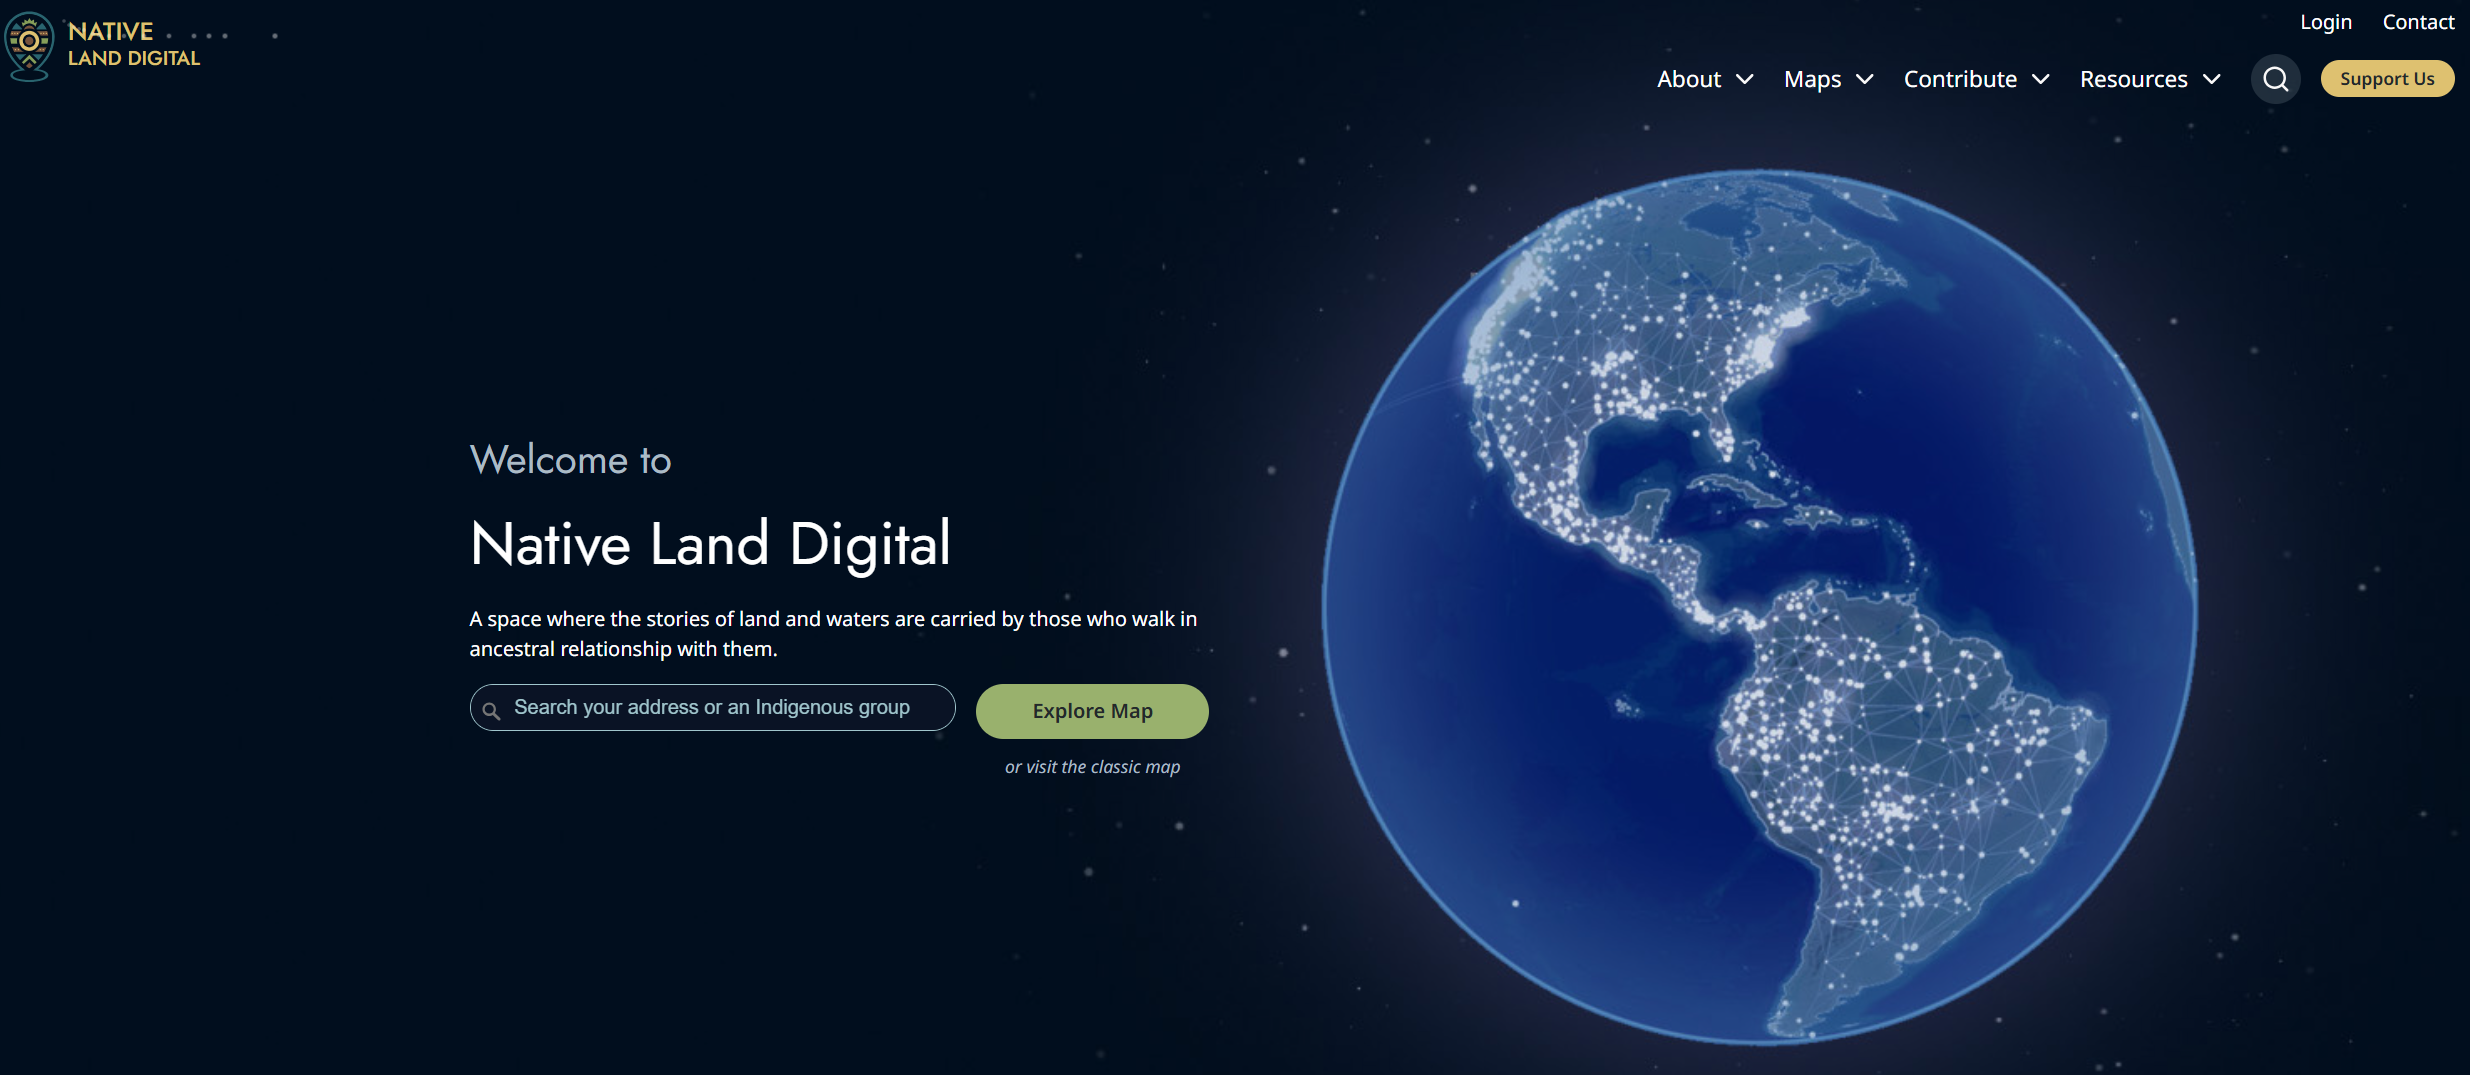 NATIVE
LAND DIGITAL
Login Contact
About Maps Contribute Resources Support Us
Welcome to
Native Land Digital
A space where the stories of land and waters are carried by those who walk in
ancestral relationship with them.
Search your address or an Indigenous group
Explore Map
or visit the classic map